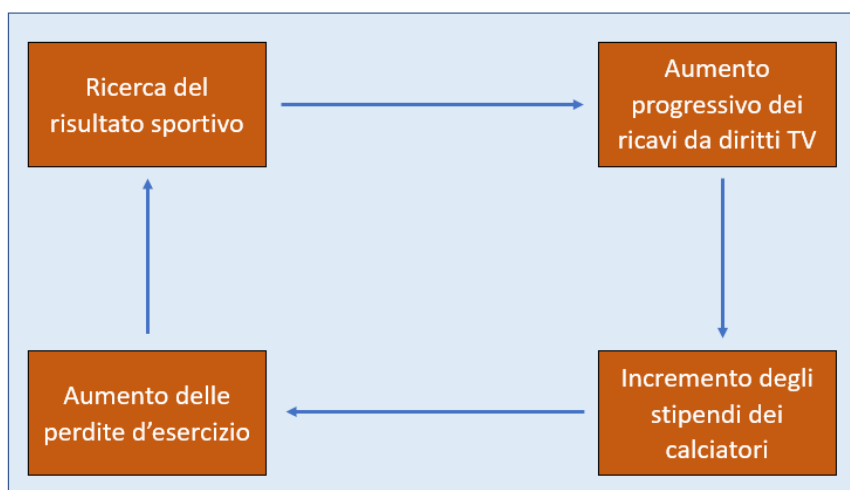 Ricerca del
risultato sportivo
Aumento
progressivo dei
ricavi da diritti TV
Aumento delle
perdite d'esercizio
Incremento degli
stipendi dei
calciatori